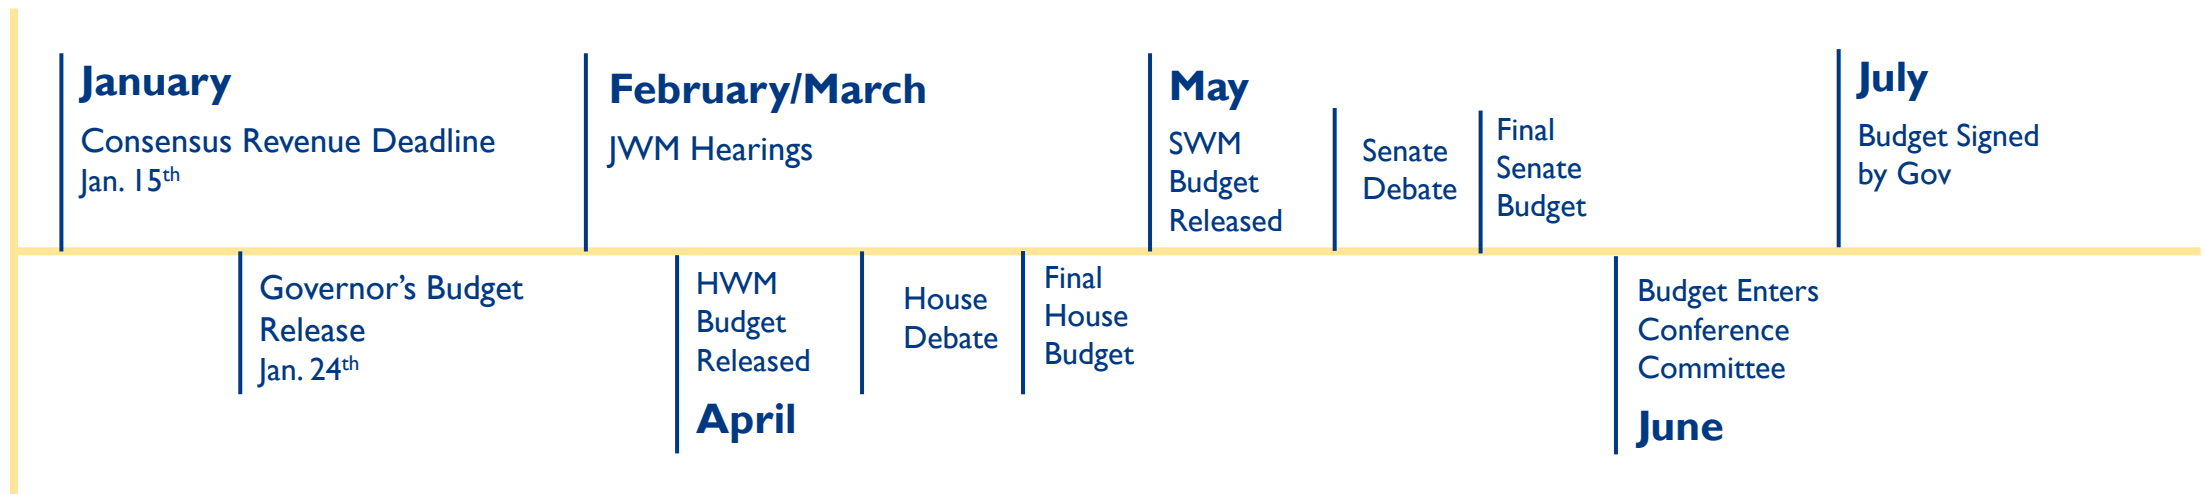 January
Consensus Revenue Deadline
Jan. 15th
Governor’s Budget
Release
Jan. 24th
February/March
JWM Hearings
HWM
Budget
Released
April
House
Debate
Final
House
Budget
May
SWM
Budget
Released
Senate
Debate
Final
Senate
Budget
Budget Enters
Conference
Committee
June
July
Budget Signed
by Gov